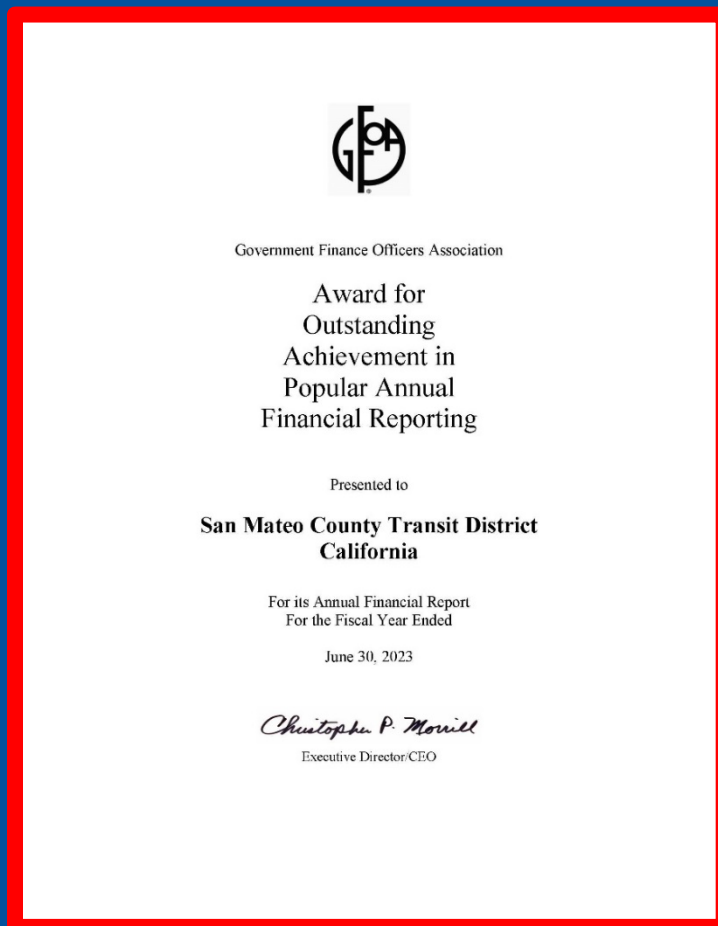 GFOA
Government Finance Officers Association
Award for
Outstanding
Achievement in
Popular Annual
Financial Reporting
Presented to
San Mateo County Transit District
California
For its Annual Financial Report
For the Fiscal Year Ended
June 30, 2023
Christopher P. Morrill
Executive Director/CEO